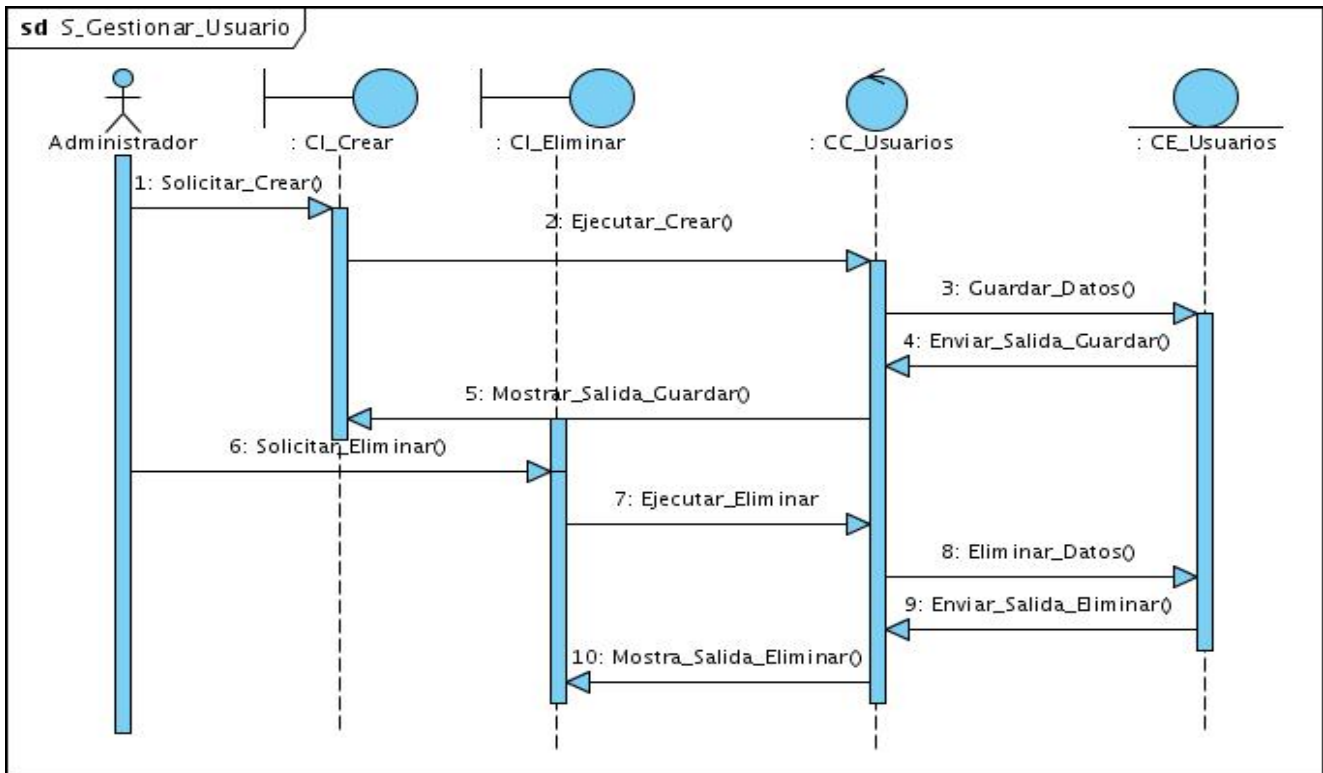 sd S_Gestionar_Usuario
Administrador
: CI_Crear
: CI_Eliminar
: CC_Usuarios
: CE_Usuarios
1: Solicitar_Crear()
2: Ejecutar_Crear()
3: Guardar_Datos()
4: Enviar_Salida_Guardar()
5: Mostrar_Salida_Guardar()
6: Solicitar_Eliminar()
7: Ejecutar_Eliminar
8: Eliminar_Datos()
9: Enviar_Salida_Eliminar()
10: Mostra_Salida_Eliminar()